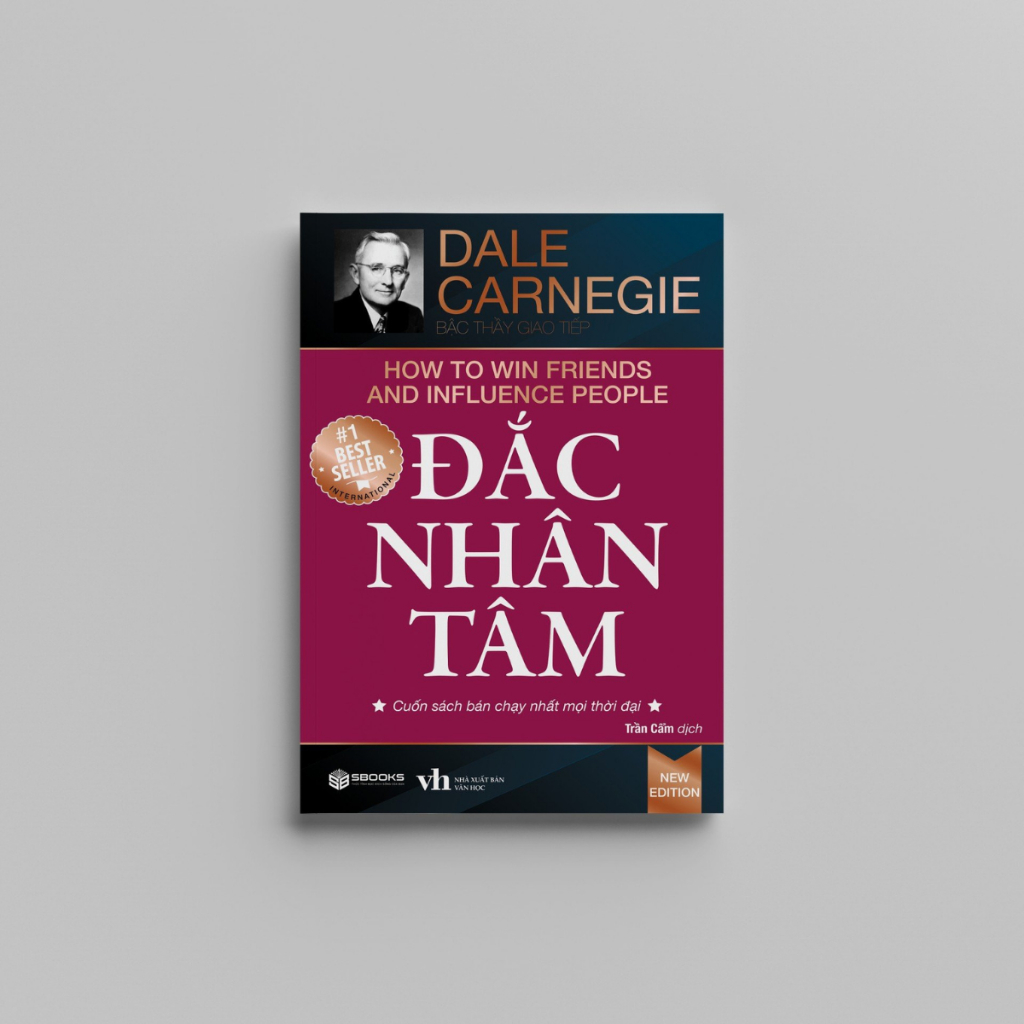 DALE
CARNEGIE
BẬC THẦY GIAO TIẾP
HOW TO WIN FRIENDS
AND INFLUENCE PEOPLE
#1
BEST
SELLER
INTERNATIONAL
ĐẮC
NHÂN
TÂM
Cuốn sách bán chạy nhất mọi thời đại
Trần Cẩm dịch
SBOOKS
vh NHÀ XUẤT BẢN
VĂN HỌC
NEW
EDITION